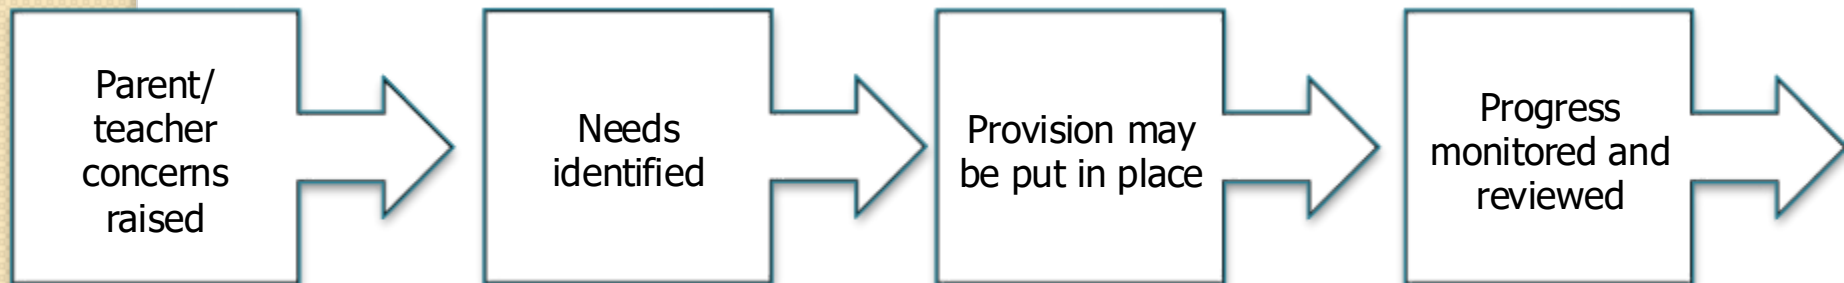 Parent/
teacher
concerns
raised
Needs
identified
Provision may
be put in place
Progress
monitored and
reviewed